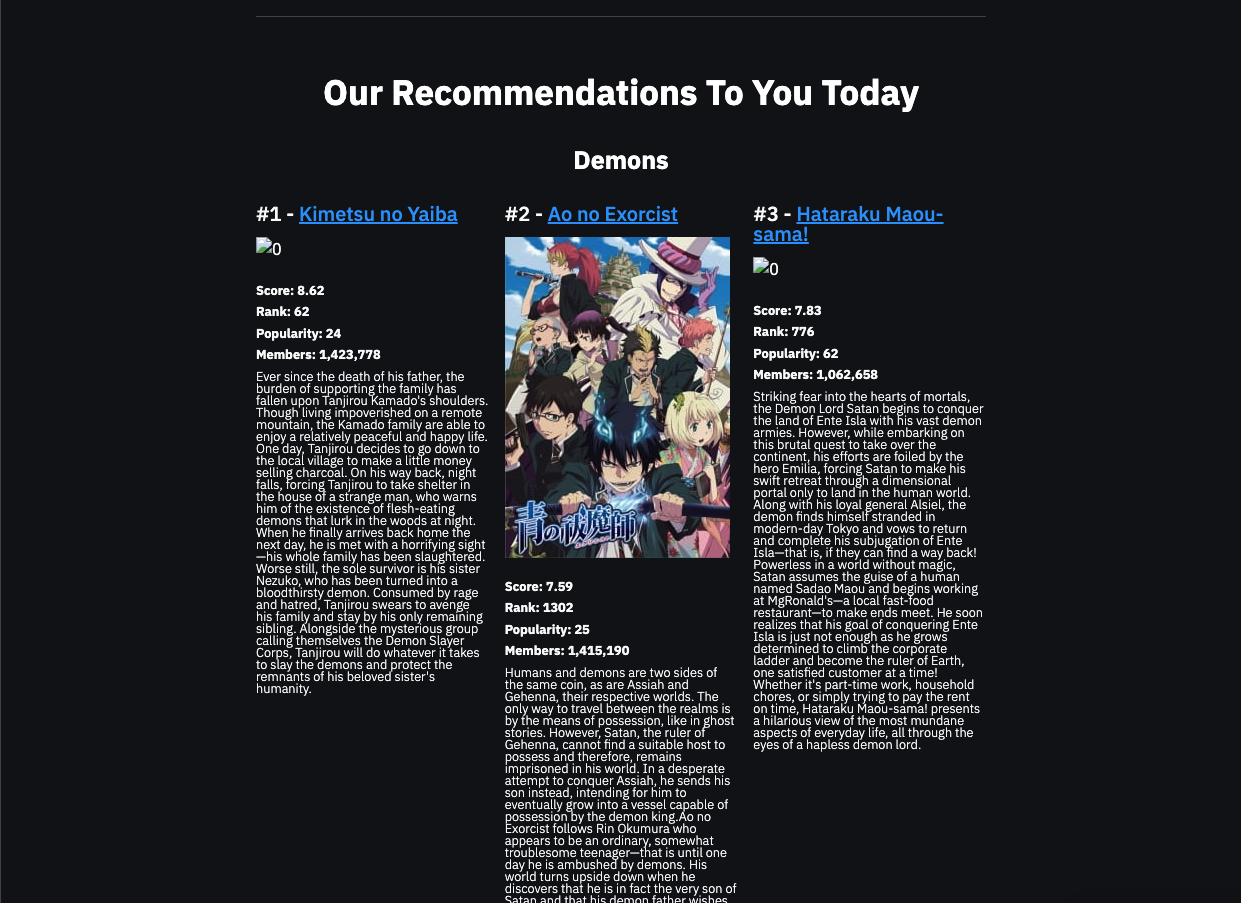 Our Recommendations To You Today
Demons
#1 - Kimetsu no Yaiba
0
Score: 8.62
Rank: 62
Popularity: 24
Members: 1,423,778
Ever since the death of his father, the
burden of supporting the family has
fallen upon Tanjirou Kamado's shoulders.
Though living impoverished on a remote
mountain, the Kamado family are able to
enjoy a relatively peaceful and happy life.
One day, Tanjirou decides to go down to
the local village to make a little money
selling charcoal. On his way back, night
falls, forcing Tanjirou to take shelter in
the house of a strange man, who warns
him of the existence of flesh-eating
demons that lurk in the woods at night.
When he finally arrives back home the
next day, he is met with a horrifying sight
—his whole family has been slaughtered.
Worse still, the sole survivor is his sister
Nezuko, who has been turned into a
bloodthirsty demon. Consumed by rage
and hatred, Tanjirou swears to avenge
his family and stay by his only remaining
sibling. Alongside the mysterious group
calling themselves the Demon Slayer
Corps, Tanjirou will do whatever it takes
to slay the demons and protect the
remnants of his beloved sister's
humanity.
#2 - Ao no Exorcist
青の祓魔師
Score: 7.59
Rank: 1302
Popularity: 25
Members: 1,415,190
Humans and demons are two sides of
the same coin, as are Assiah and
Gehenna, their respective worlds. The
only way to travel between the realms is
by the means of possession, like in ghost
stories. However, Satan, the ruler of
Gehenna, cannot find a suitable host to
possess and therefore, remains
imprisoned in his world. In a desperate
attempt to conquer Assiah, he sends his
son instead, intending for him to
eventually grow into a vessel capable of
possession by the demon king.Ao no
Exorcist follows Rin Okumura who
appears to be an ordinary, somewhat
troublesome teenager—that is until one
day he is ambushed by demons. His
world turns upside down when he
discovers that he is in fact the very son of
Satan and that his demon father wishes
#3 - Hataraku Maou-
sama!
0
Score: 7.83
Rank: 776
Popularity: 62
Members: 1,062,658
Striking fear into the hearts of mortals,
the Demon Lord Satan begins to conquer
the land of Ente Isla with his vast demon
armies. However, while embarking on
this brutal quest to take over the
continent, his efforts are foiled by the
hero Emilia, forcing Satan to make his
swift retreat through a dimensional
portal only to land in the human world.
Along with his loyal general Alsiel, the
demon finds himself stranded in
modern-day Tokyo and vows to return
and complete his subjugation of Ente
Isla—that is, if they can find a way back!
Powerless in a world without magic,
Satan assumes the guise of a human
named Sadao Maou and begins working
at MgRonald's—a local fast-food
restaurant—to make ends meet. He soon
realizes that his goal of conquering Ente
Isla is just not enough as he grows
determined to climb the corporate
ladder and become the ruler of Earth,
one satisfied customer at a time!
Whether it's part-time work, household
chores, or simply trying to pay the rent
on time, Hataraku Maou-sama! presents
a hilarious view of the most mundane
aspects of everyday life, all through the
eyes of a hapless demon lord.